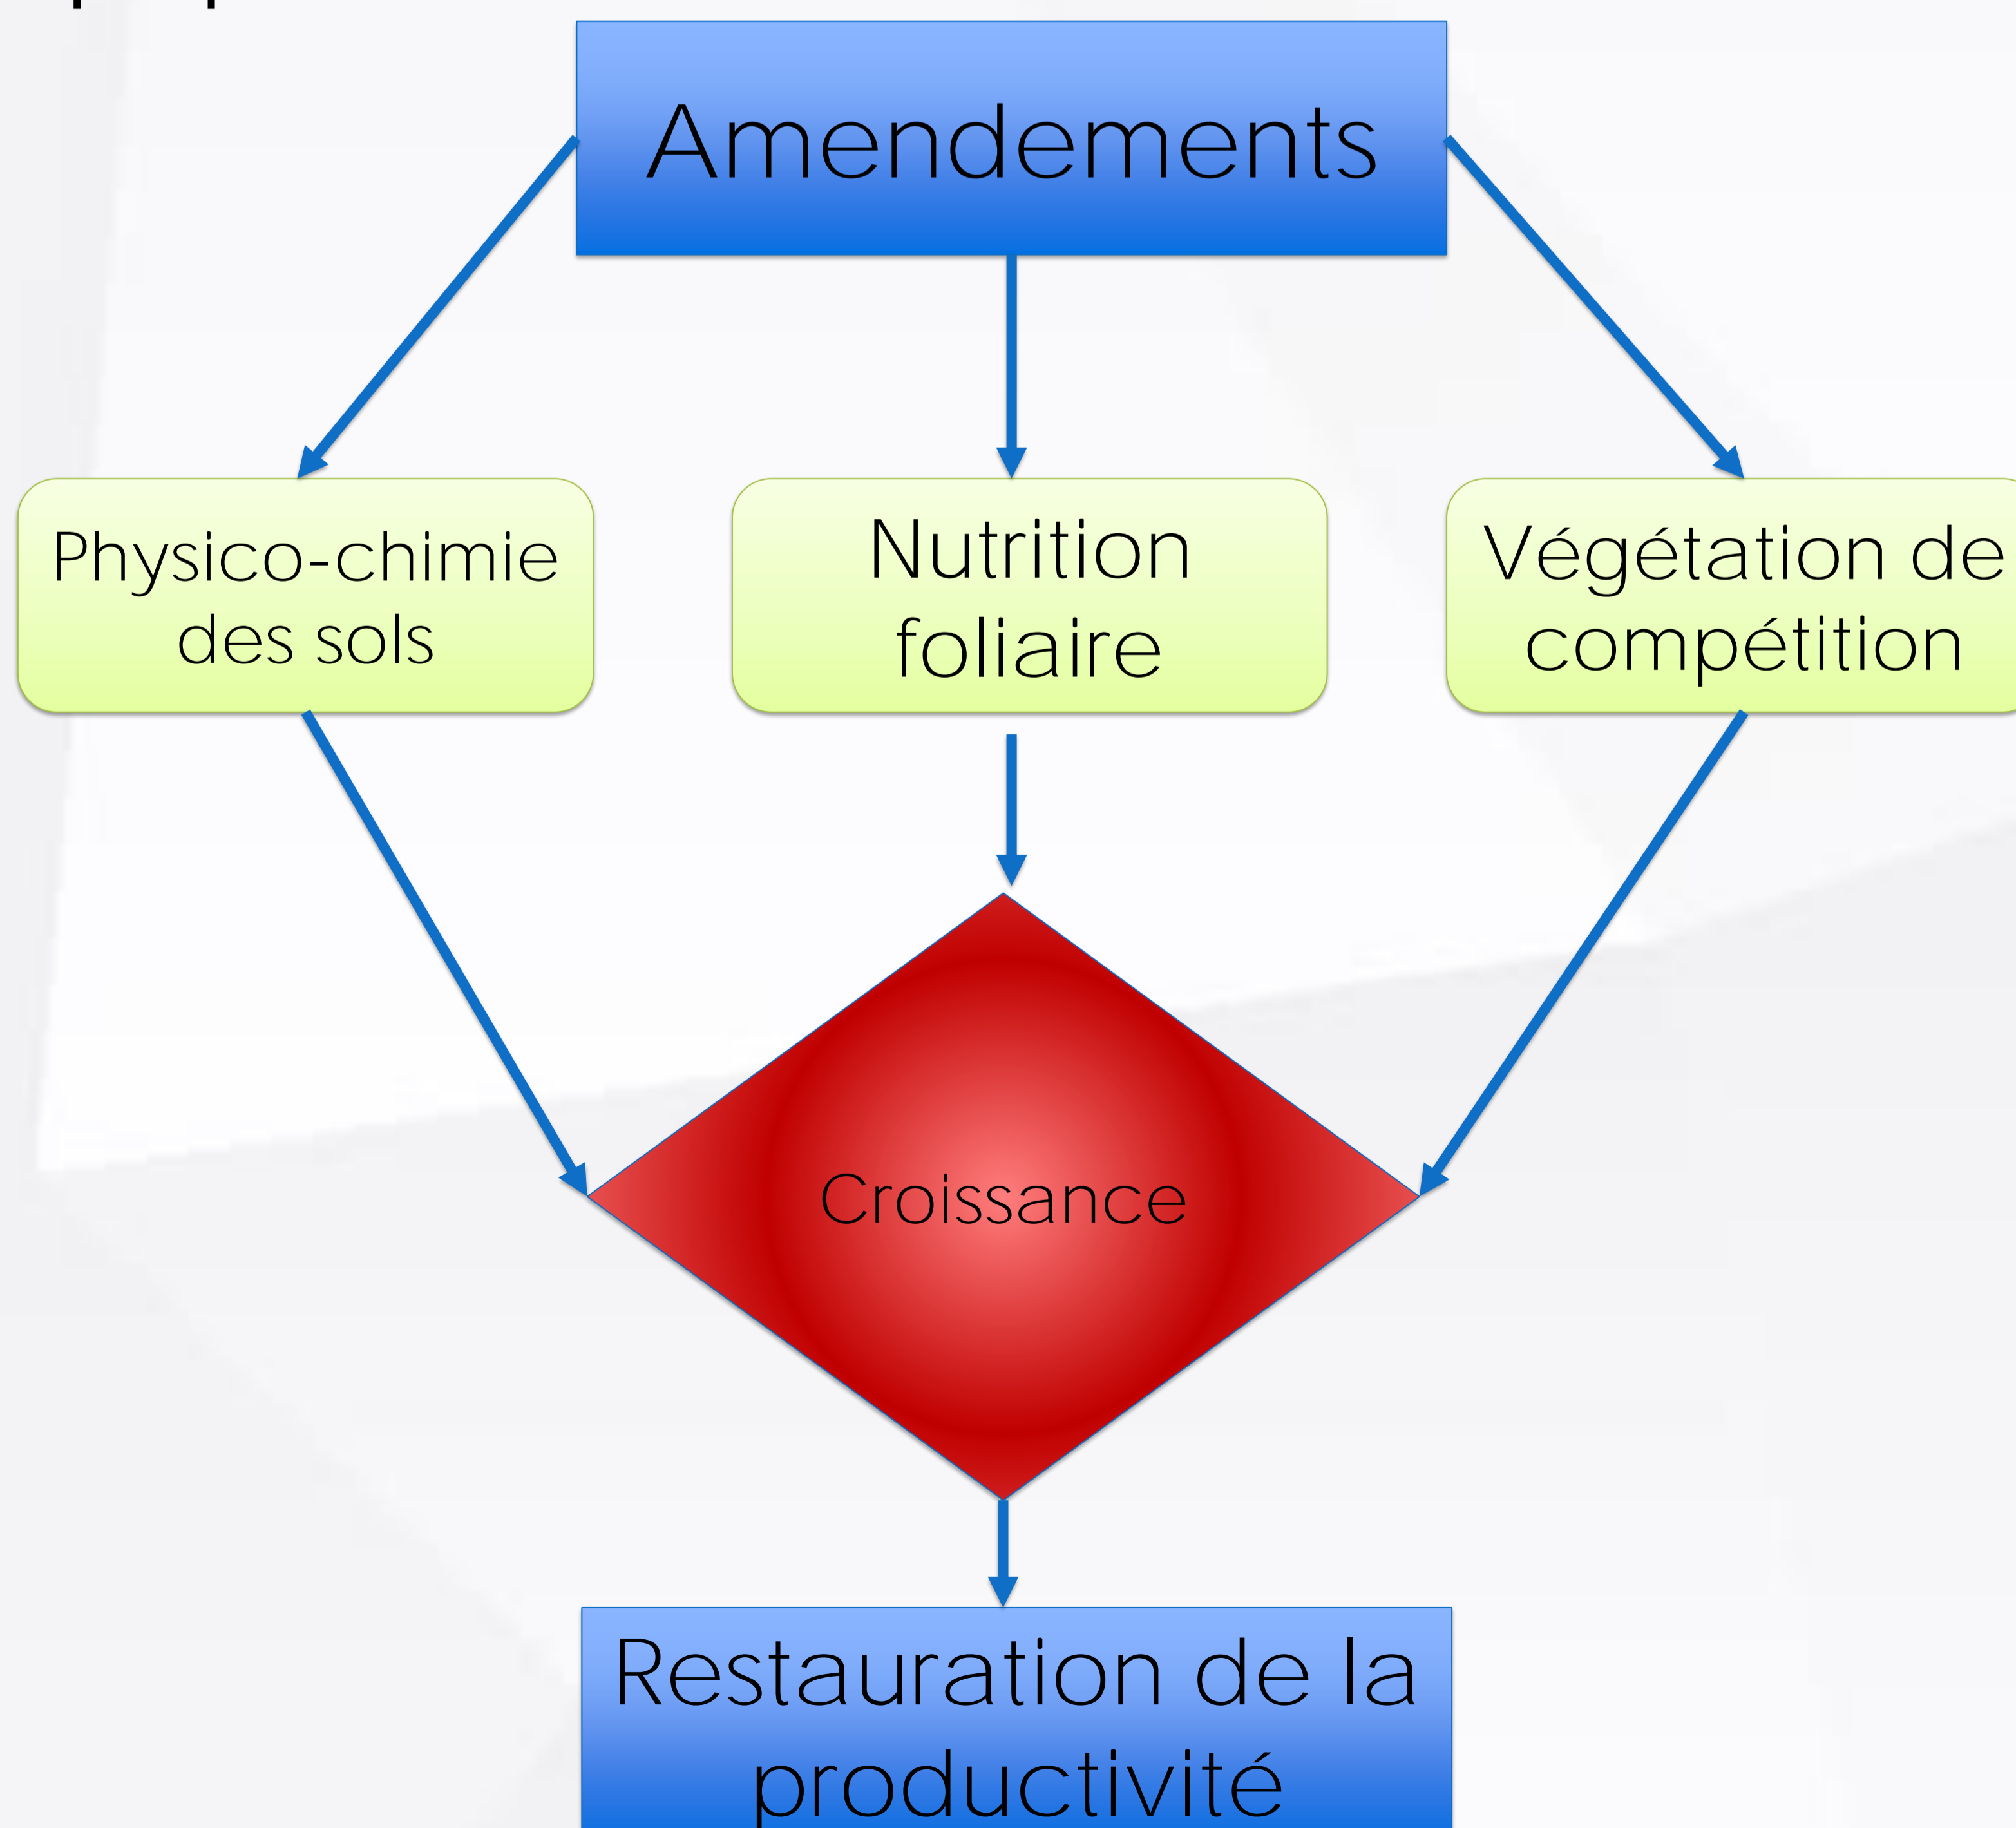 Amendements
Physico-chimie
des sols
Nutrition
foliaire
Végétation de
compétition
Croissance
Restauration de la
productivité